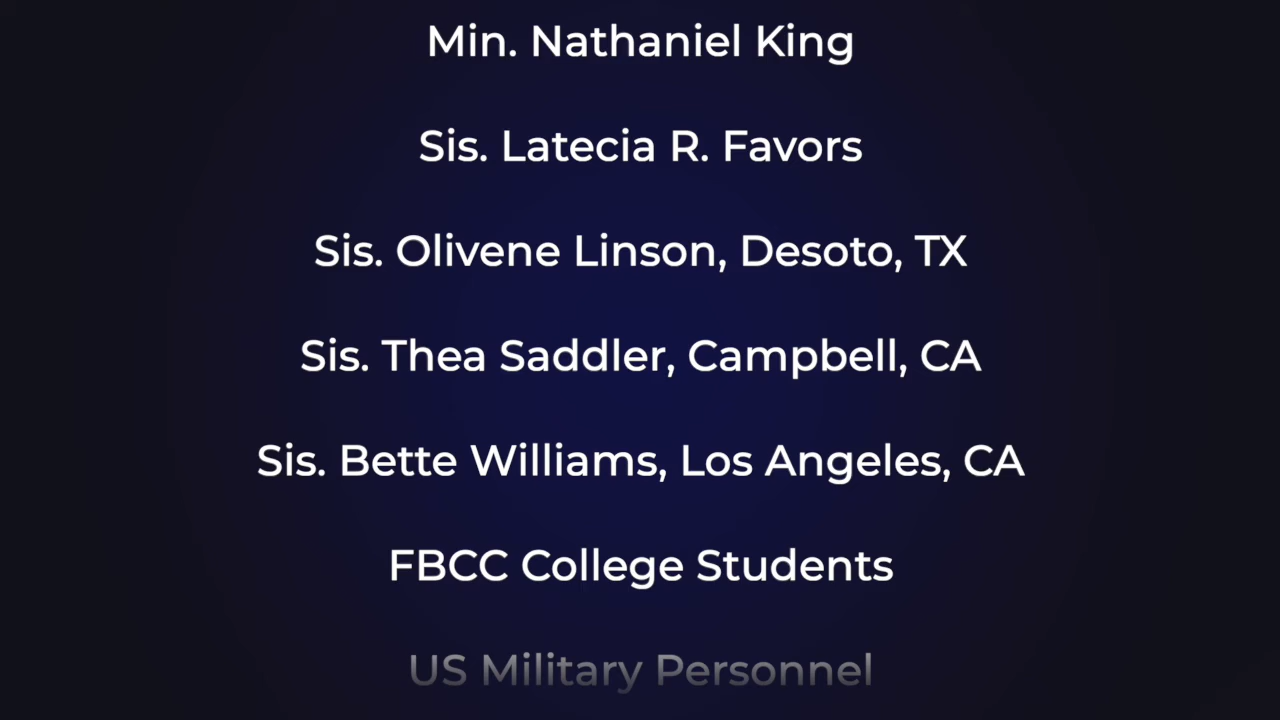 Min. Nathaniel King
Sis. Latecia R. Favors
Sis. Olivene Linson, Desoto, TX
Sis. Thea Saddler, Campbell, CA
Sis. Bette Williams, Los Angeles, CA
FBCC College Students
US Military Personnel